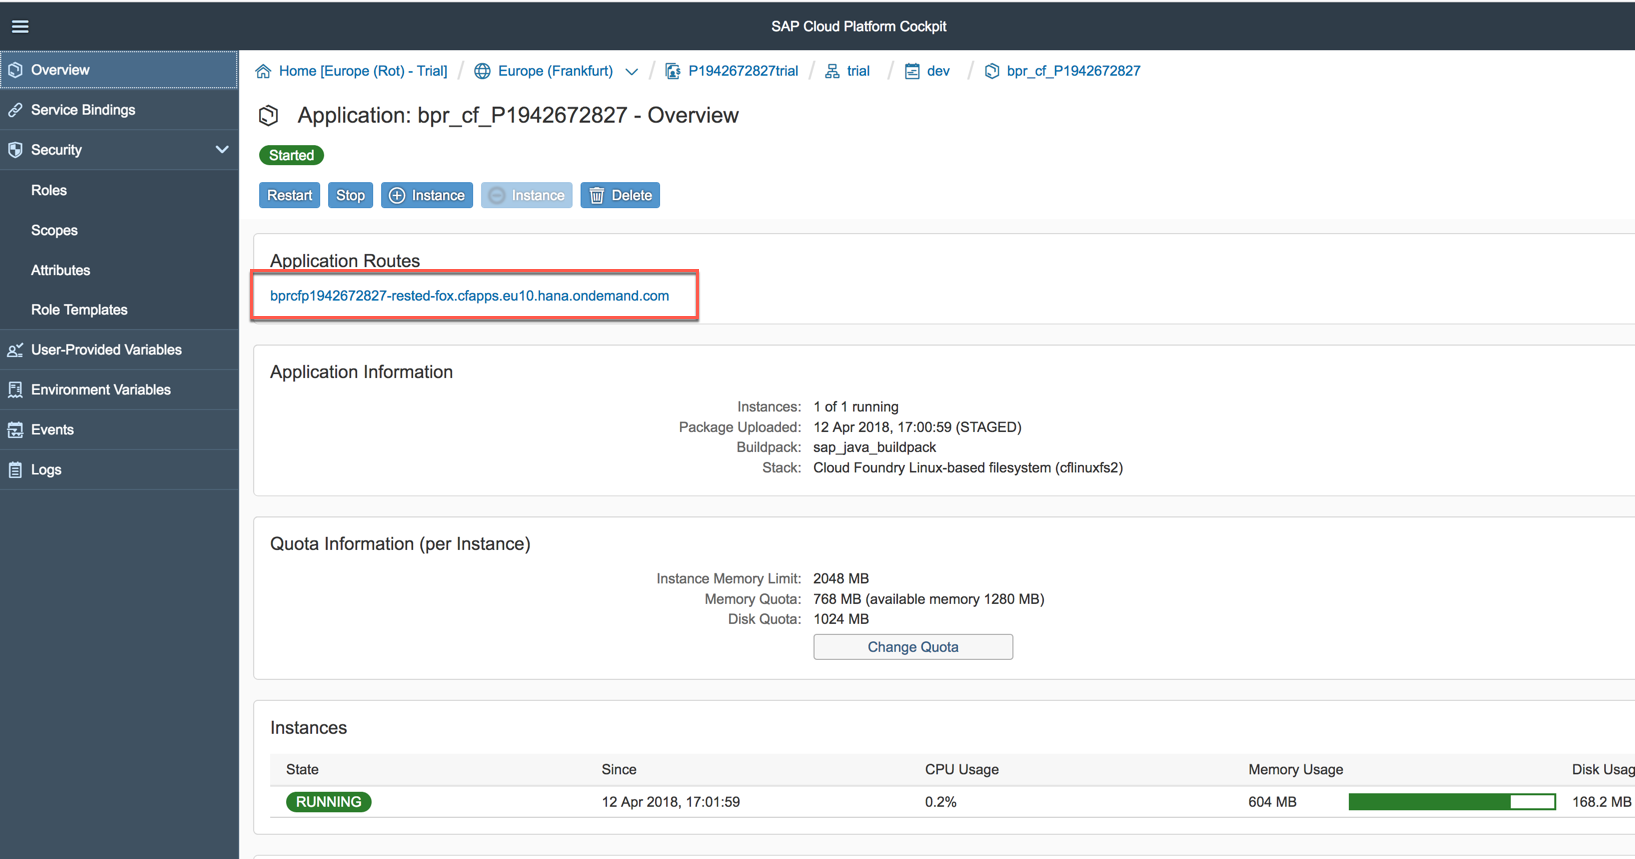 SAP Cloud Platform Cockpit
Overview
Service Bindings
Security
Roles
Scopes
Attributes
Role Templates
User-Provided Variables
Environment Variables
Events
Logs
Home [Europe (Rot) - Trial] / Europe (Frankfurt) / P1942672827trial / trial / dev / bpr_cf_P1942672827
Application: bpr_cf_P1942672827 - Overview
Started
Restart Stop Instance Instance Delete
Application Routes
bprcfp1942672827-rested-fox.cfapps.eu10.hana.ondemand.com
Application Information
Instances: 1 of 1 running
Package Uploaded: 12 Apr 2018, 17:00:59 (STAGED)
Buildpack: sap_java_buildpack
Stack: Cloud Foundry Linux-based filesystem (cflinuxfs2)
Quota Information (per Instance)
Instance Memory Limit: 2048 MB
Memory Quota: 768 MB (available memory 1280 MB)
Disk Quota: 1024 MB
Change Quota
Instances
State Since CPU Usage Memory Usage Disk Usag
RUNNING 12 Apr 2018, 17:01:59 0.2% 604 MB 168.2 MB